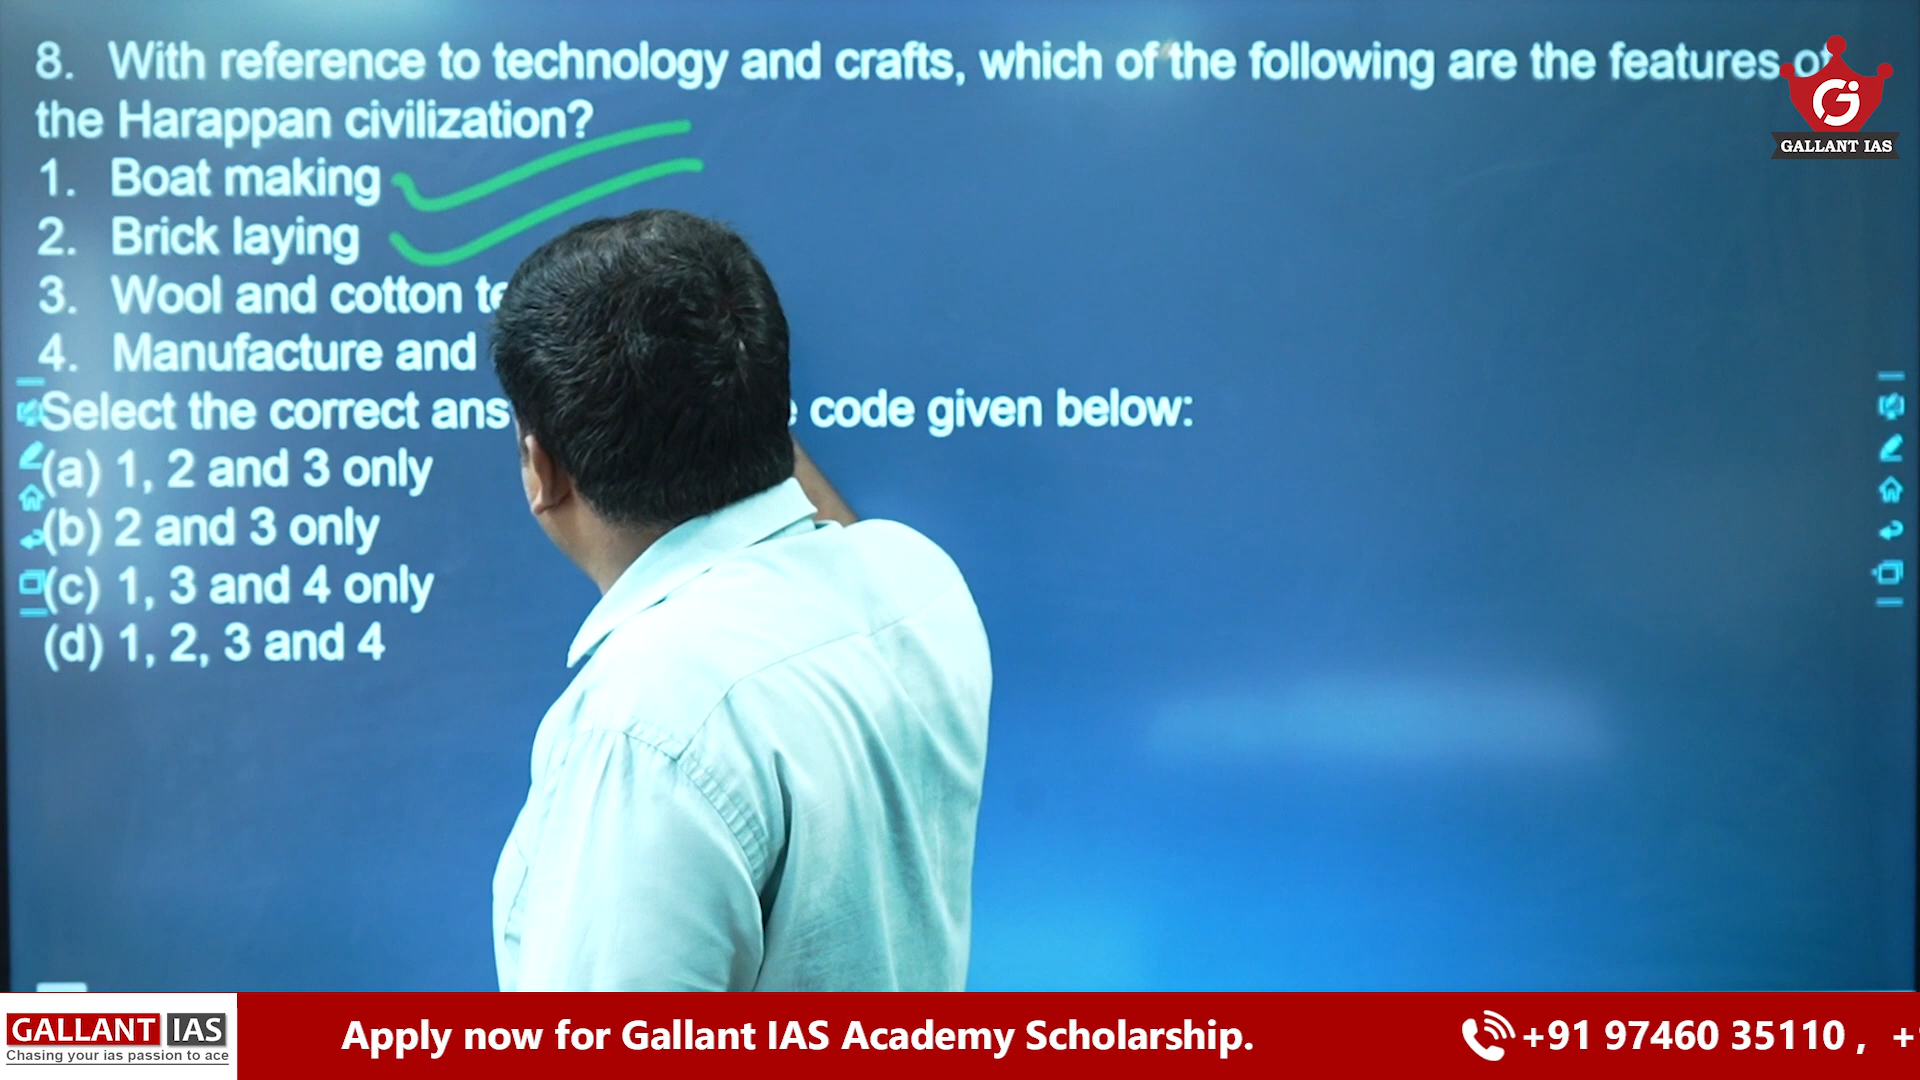 8. With reference to technology and crafts, which of the following are the features of
the Harappan civilization?
1. Boat making
2. Brick laying
3. Wool and cotton
4. Manufacture and
Select the correct code given below:
(a) 1, 2 and 3 only
(b) 2 and 3 only
(c) 1, 3 and 4 only
(d) 1, 2, 3 and 4
GALLANT IAS
GALLANT IAS
Chasing your ias passion to ace
Apply now for Gallant IAS Academy Scholarship.
+91 97460 35110 , +